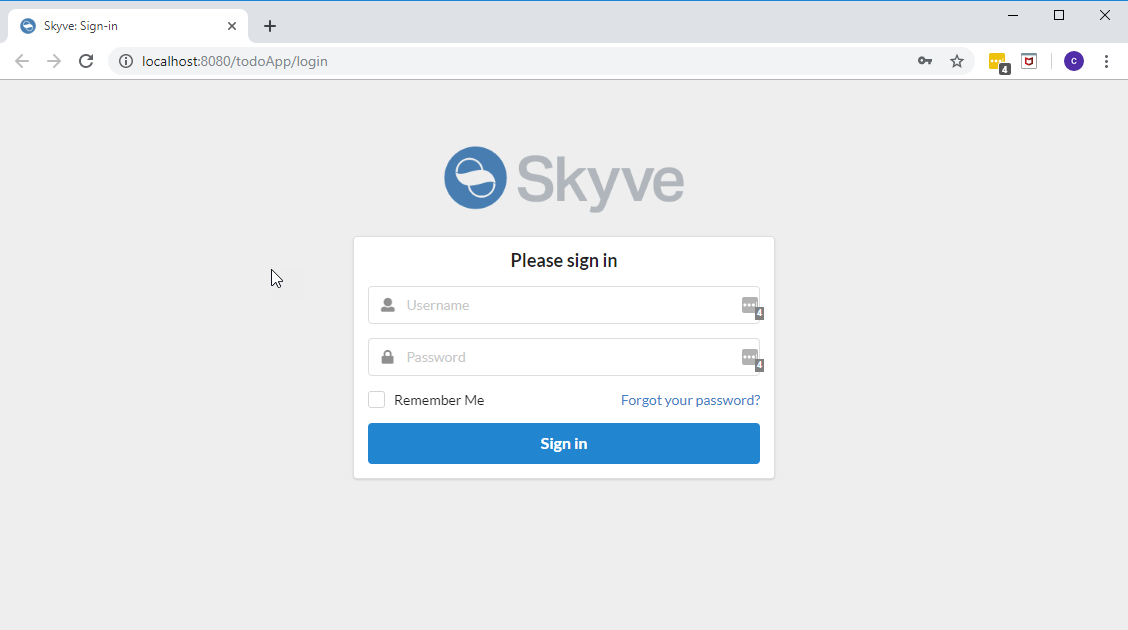 Skyve: Sign-in
localhost:8080/todoApp/login
4
C
Skyve
Please sign in
Username
4
Password
4
Remember Me
Forgot your password?
Sign in